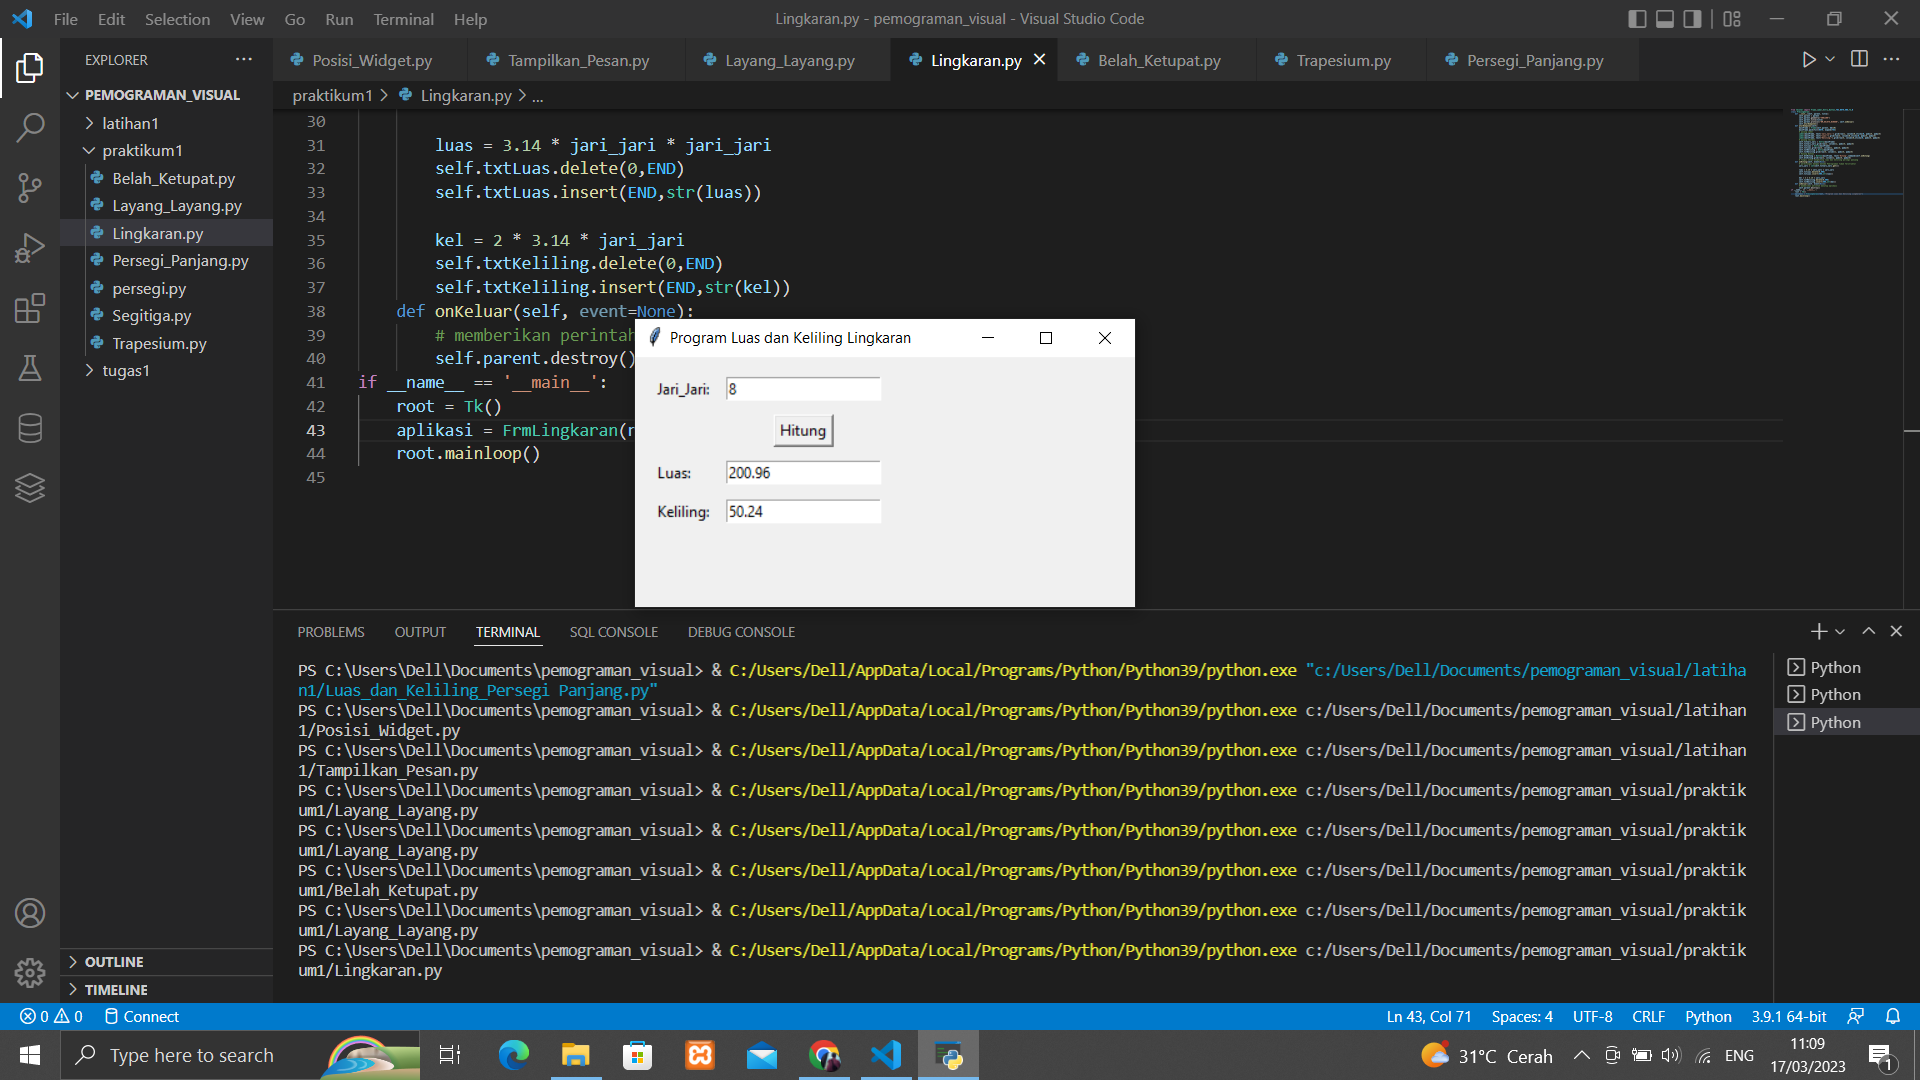 File Edit Selection View Go Run Terminal Help
Lingkaran.py - pemograman_visual - Visual Studio Code
EXPLORER
PEMOGRAMAN_VISUAL
latihan1
praktikum1
Belah_Ketupat.py
Layang_Layang.py
Lingkaran.py
Persegi_Panjang.py
persegi.py
Segitiga.py
Trapesium.py
tugas1
OUTLINE
TIMELINE
Posisi_Widget.py Tampilkan_Pesan.py Layang_Layang.py Lingkaran.py Belah_Ketupat.py Trapesium.py Persegi_Panjang.py
praktikum1 > Lingkaran.py > ...
30
31 luas = 3.14 * jari_jari * jari_jari
32 self.txtLuas.delete(0,END)
33 self.txtLuas.insert(END,str(luas))
34
35 kel = 2 * 3.14 * jari_jari
36 self.txtKeliling.delete(0,END)
37 self.txtKeliling.insert(END,str(kel))
38 def onKeluar(self, event=None):
39 # memberikan perintah
40 self.parent.destroy()
41 if __name__ == '__main__':
42 root = Tk()
43 aplikasi = FrmLingkaran(r
44 root.mainloop()
45
Program Luas dan Keliling Lingkaran
Jari_Jari: 8
Hitung
Luas: 200.96
Keliling: 50.24
PROBLEMS OUTPUT TERMINAL SQL CONSOLE DEBUG CONSOLE
PS C:\Users\Dell\Documents\pemograman_visual> & C:/Users/Dell/AppData/Local/Programs/Python/Python39/python.exe "c:/Users/Dell/Documents/pemograman_visual/latiha
n1/Luas_dan_Keliling_Persegi Panjang.py"
PS C:\Users\Dell\Documents\pemograman_visual> & C:/Users/Dell/AppData/Local/Programs/Python/Python39/python.exe c:/Users/Dell/Documents/pemograman_visual/latihan
1/Posisi_Widget.py
PS C:\Users\Dell\Documents\pemograman_visual> & C:/Users/Dell/AppData/Local/Programs/Python/Python39/python.exe c:/Users/Dell/Documents/pemograman_visual/latihan
1/Tampilkan_Pesan.py
PS C:\Users\Dell\Documents\pemograman_visual> & C:/Users/Dell/AppData/Local/Programs/Python/Python39/python.exe c:/Users/Dell/Documents/pemograman_visual/praktik
um1/Layang_Layang.py
PS C:\Users\Dell\Documents\pemograman_visual> & C:/Users/Dell/AppData/Local/Programs/Python/Python39/python.exe c:/Users/Dell/Documents/pemograman_visual/praktik
um1/Layang_Layang.py
PS C:\Users\Dell\Documents\pemograman_visual> & C:/Users/Dell/AppData/Local/Programs/Python/Python39/python.exe c:/Users/Dell/Documents/pemograman_visual/praktik
um1/Belah_Ketupat.py
PS C:\Users\Dell\Documents\pemograman_visual> & C:/Users/Dell/AppData/Local/Programs/Python/Python39/python.exe c:/Users/Dell/Documents/pemograman_visual/praktik
um1/Layang_Layang.py
PS C:\Users\Dell\Documents\pemograman_visual> & C:/Users/Dell/AppData/Local/Programs/Python/Python39/python.exe c:/Users/Dell/Documents/pemograman_visual/praktik
um1/Lingkaran.py
Python
Python
Python
0 0 Connect
Ln 43, Col 71 Spaces: 4 UTF-8 CRLF Python 3.9.1 64-bit
Type here to search
31°C Cerah
ENG
11:09
17/03/2023
1